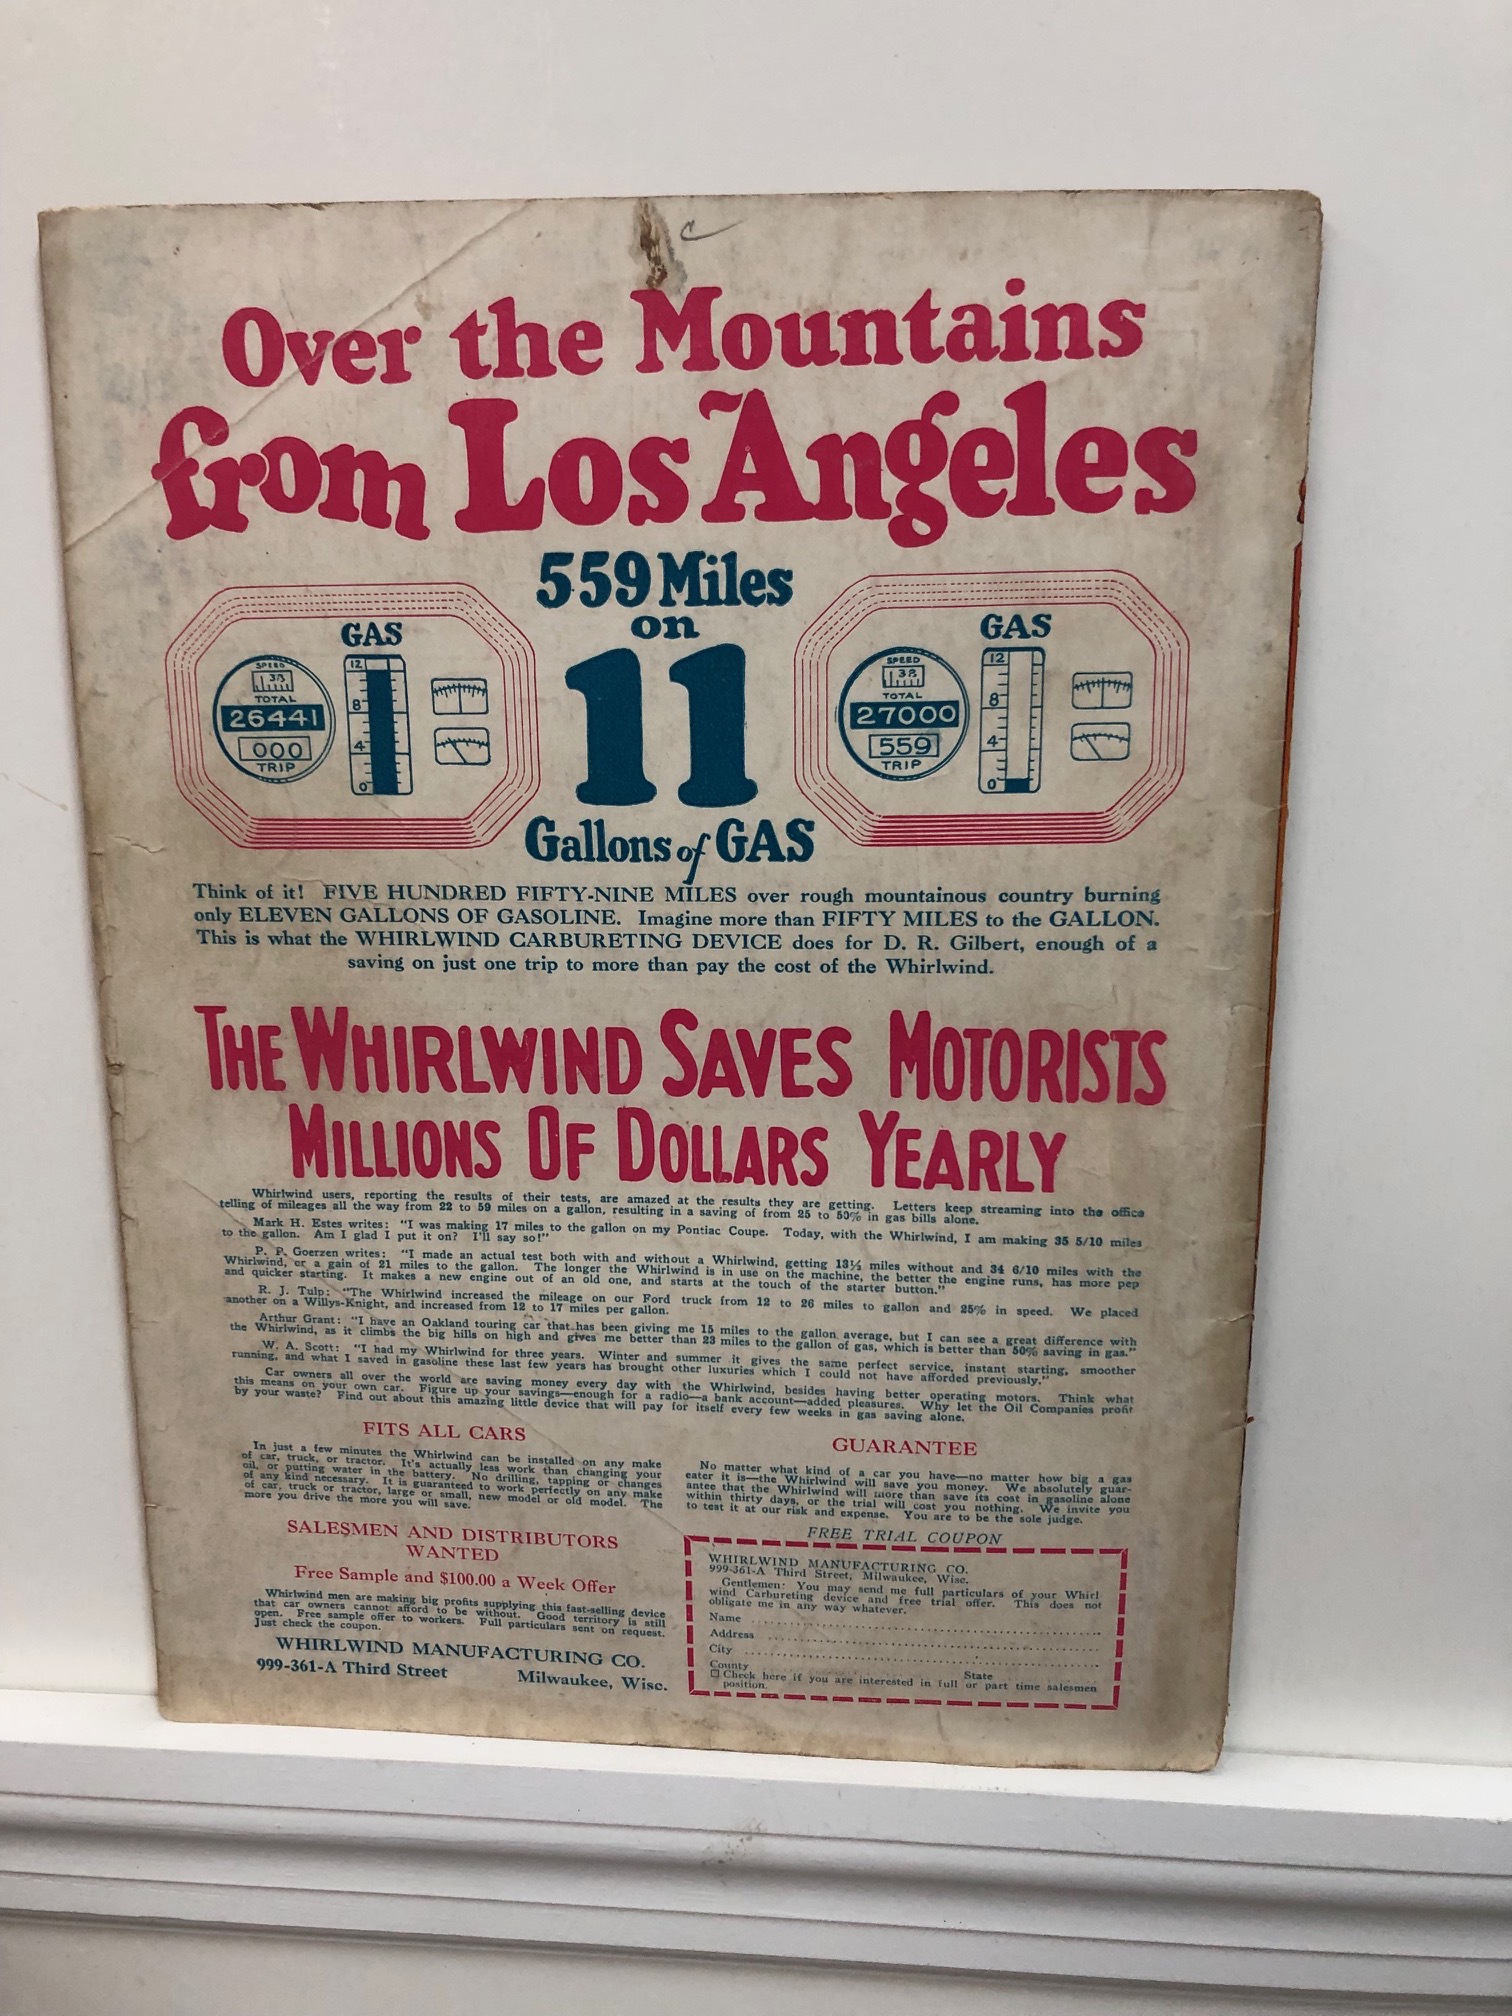 c
Over the Mountains
from Los Angeles
559 Miles
on
11
Gallons of GAS
GAS
SPEED
38
TOTAL
26441
000
TRIP
12
8
4
0
GAS
SPEED
38
TOTAL
27000
559
TRIP
12
8
4
0
Think of it! FIVE HUNDRED FIFTY-NINE MILES over rough mountainous country burning
only ELEVEN GALLONS OF GASOLINE. Imagine more than FIFTY MILES to the GALLON.
This is what the WHIRLWIND CARBURETING DEVICE does for D. R. Gilbert, enough of a
saving on just one trip to more than pay the cost of the Whirlwind.
THE WHIRLWIND SAVES MOTORISTS
MILLIONS OF DOLLARS YEARLY
Whirlwind users, reporting the results of their tests, are amazed at the results they are getting. Letters keep streaming into the office
telling of mileages all the way from 22 to 59 miles on a gallon, resulting in a saving of from 25 to 50% in gas bills alone.
Mark H. Estes writes: "I was making 17 miles to the gallon on my Pontiac Coupe. Today, with the Whirlwind, I am making 35 5/10 miles
to the gallon. Am I glad I put it on? I'll say so!"
P. P. Goerzen writes: "I made an actual test both with and without a Whirlwind, getting 13½ miles without and 34 6/10 miles with the
Whirlwind, or a gain of 21 miles to the gallon. The longer the Whirlwind is in use on the machine, the better the engine runs, has more pep
and quicker starting. It makes a new engine out of an old one, and starts at the touch of the starter button."
R. J. Tulp: "The Whirlwind increased the mileage on our Ford truck from 12 to 26 miles to gallon and 25% in speed. We placed
another on a Willys-Knight, and increased from 12 to 17 miles per gallon.
Arthur Grant: "I have an Oakland touring car that has been giving me 15 miles to the gallon average, but I can see a great difference with
the Whirlwind, as it climbs the big hills on high and gives me better than 23 miles to the gallon of gas, which is better than 50% saving in gas."
W. A. Scott: "I had my Whirlwind for three years. Winter and summer it gives the same perfect service, instant starting, smoother
running, and what I saved in gasoline these last few years has brought other luxuries which I could not have afforded previously."
Car owners all over the world are saving money every day with the Whirlwind, besides having better operating motors. Think what
this means on your own car. Figure up your savings—enough for a radio—a bank account—added pleasures. Why let the Oil Companies profit
by your waste? Find out about this amazing little device that will pay for itself every few weeks in gas saving alone.
FITS ALL CARS
In just a few minutes the Whirlwind can be installed on any make
of car, truck, or tractor. It's actually less work than changing your
oil, or putting water in the battery. No drilling, tapping or changes
of any kind necessary. It is guaranteed to work perfectly on any make
of car, truck or tractor, large or small, new model or old model. The
more you drive the more you will save.
SALESMEN AND DISTRIBUTORS
WANTED
Free Sample and $100.00 a Week Offer
Whirlwind men are making big profits supplying this fast-selling device
that car owners cannot afford to be without. Good territory is still
open. Free sample offer to workers. Full particulars sent on request.
Just check the coupon.
WHIRLWIND MANUFACTURING CO.
999-361-A Third Street Milwaukee, Wisc.
GUARANTEE
No matter what kind of a car you have—no matter how big a gas
eater it is—the Whirlwind will save you money. We absolutely guar-
antee that the Whirlwind will more than save its cost in gasoline alone
within thirty days, or the trial will cost you nothing. We invite you
to test it at our risk and expense. You are to be the sole judge.
FREE TRIAL COUPON
WHIRLWIND MANUFACTURING CO.
999-361-A Third Street, Milwaukee, Wisc.
Gentlemen: You may send me full particulars of your Whirl
wind Carbureting device and free trial offer. This does not
obligate me in any way whatever.
Name
Address
City
County State
Check here if you are interested in full or part time salesmen
position.